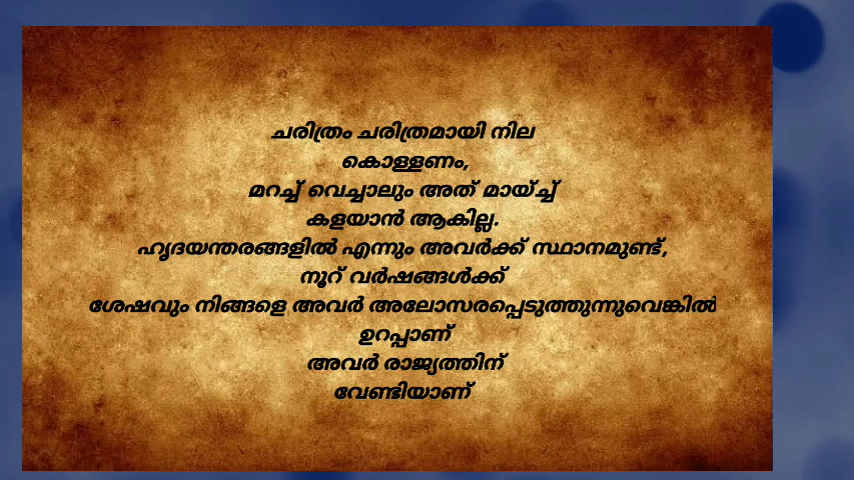 ചരിത്രം ചരിത്രമായി നില
കൊള്ളണം,
മറച്ച് വെച്ചാലും അത് മായ്ച്ച്
കളയാൻ ആകില്ല.
ഹൃദയന്തരങ്ങളിൽ എന്നും അവർക്ക് സ്ഥാനമുണ്ട്,
നൂറ് വർഷങ്ങൾക്ക്
ശേഷവും നിങ്ങളെ അവർ അലോസരപ്പെടുത്തുന്നുവെങ്കിൽ
ഉറപ്പാണ്
അവർ രാജ്യത്തിന്
വേണ്ടിയാണ്